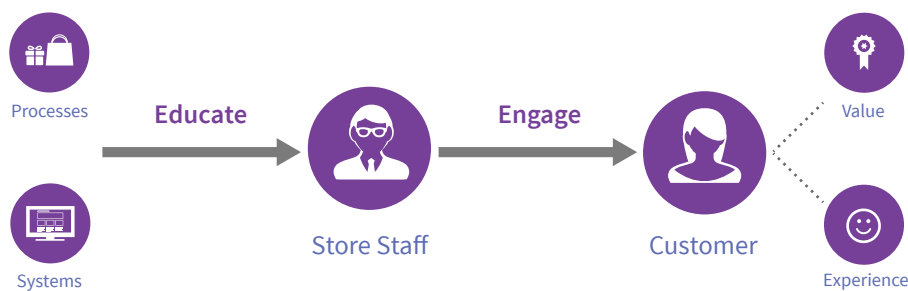 Processes
Systems
Educate
Store Staff
Engage
Customer
Value
Experience